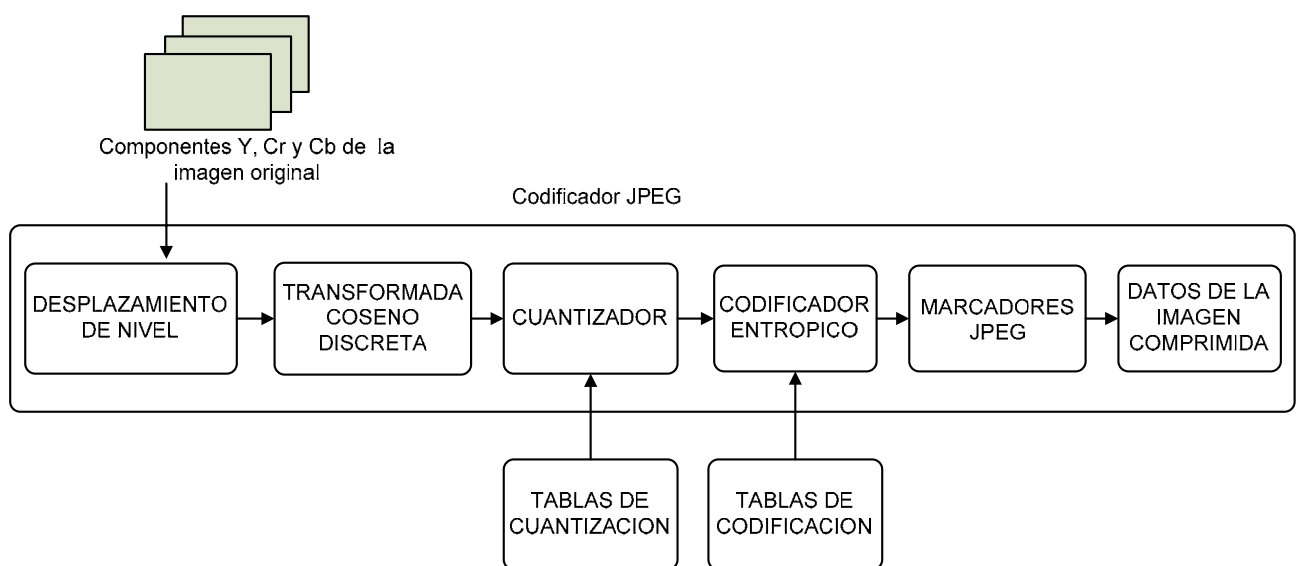 Componentes Y, Cr y Cb de la
imagen original
Codificador JPEG
DESPLAZAMIENTO
DE NIVEL
TRANSFORMADA
COSENO
DISCRETA
CUANTIZADOR
CODIFICADOR
ENTROPICO
MARCADORES
JPEG
DATOS DE LA
IMAGEN
COMPRIMIDA
TABLAS DE
CUANTIZACION
TABLAS DE
CODIFICACION